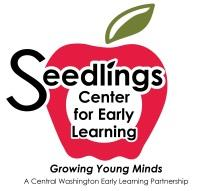 Seedlings
Center
for Early
Learning
Growing Young Minds
A Central Washington Early Learning Partnership